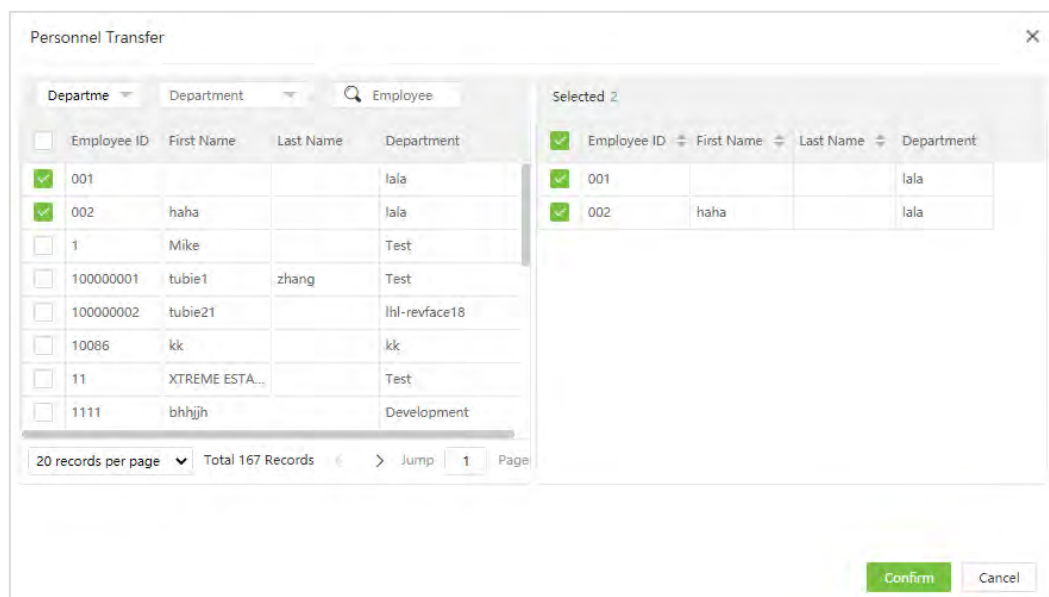 Personnel Transfer
Departme Department Employee
Employee ID First Name Last Name Department
001 lala
002 haha lala
1 Mike Test
100000001 tubie1 zhang Test
100000002 tubie21 lhl-revface18
10086 kk kk
11 XTREME ESTA... Test
1111 bhhjjh Development
20 records per page Total 167 Records < > Jump 1 Page
Selected 2
Employee ID First Name Last Name Department
001 lala
002 haha lala
Confirm Cancel